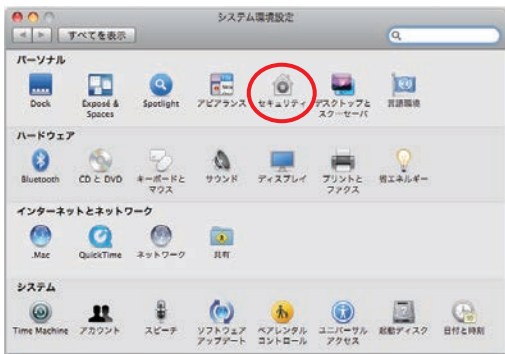 システム環境設定
すべてを表示
パーソナル
Dock
Exposé &
Spaces
Spotlight
アピアランス
セキュリティ
デスクトップと
スクリーンセーバ
言語環境
ハードウェア
Bluetooth
CD と DVD
キーボードと
マウス
サウンド
ディスプレイ
プリントと
ファクス
省エネルギー
インターネットとネットワーク
.Mac
QuickTime
ネットワーク
共有
システム
Time Machine
アカウント
スピーチ
ソフトウェア
アップデート
ペアレンタル
コントロール
ユニバーサル
アクセス
起動ディスク
日付と時刻